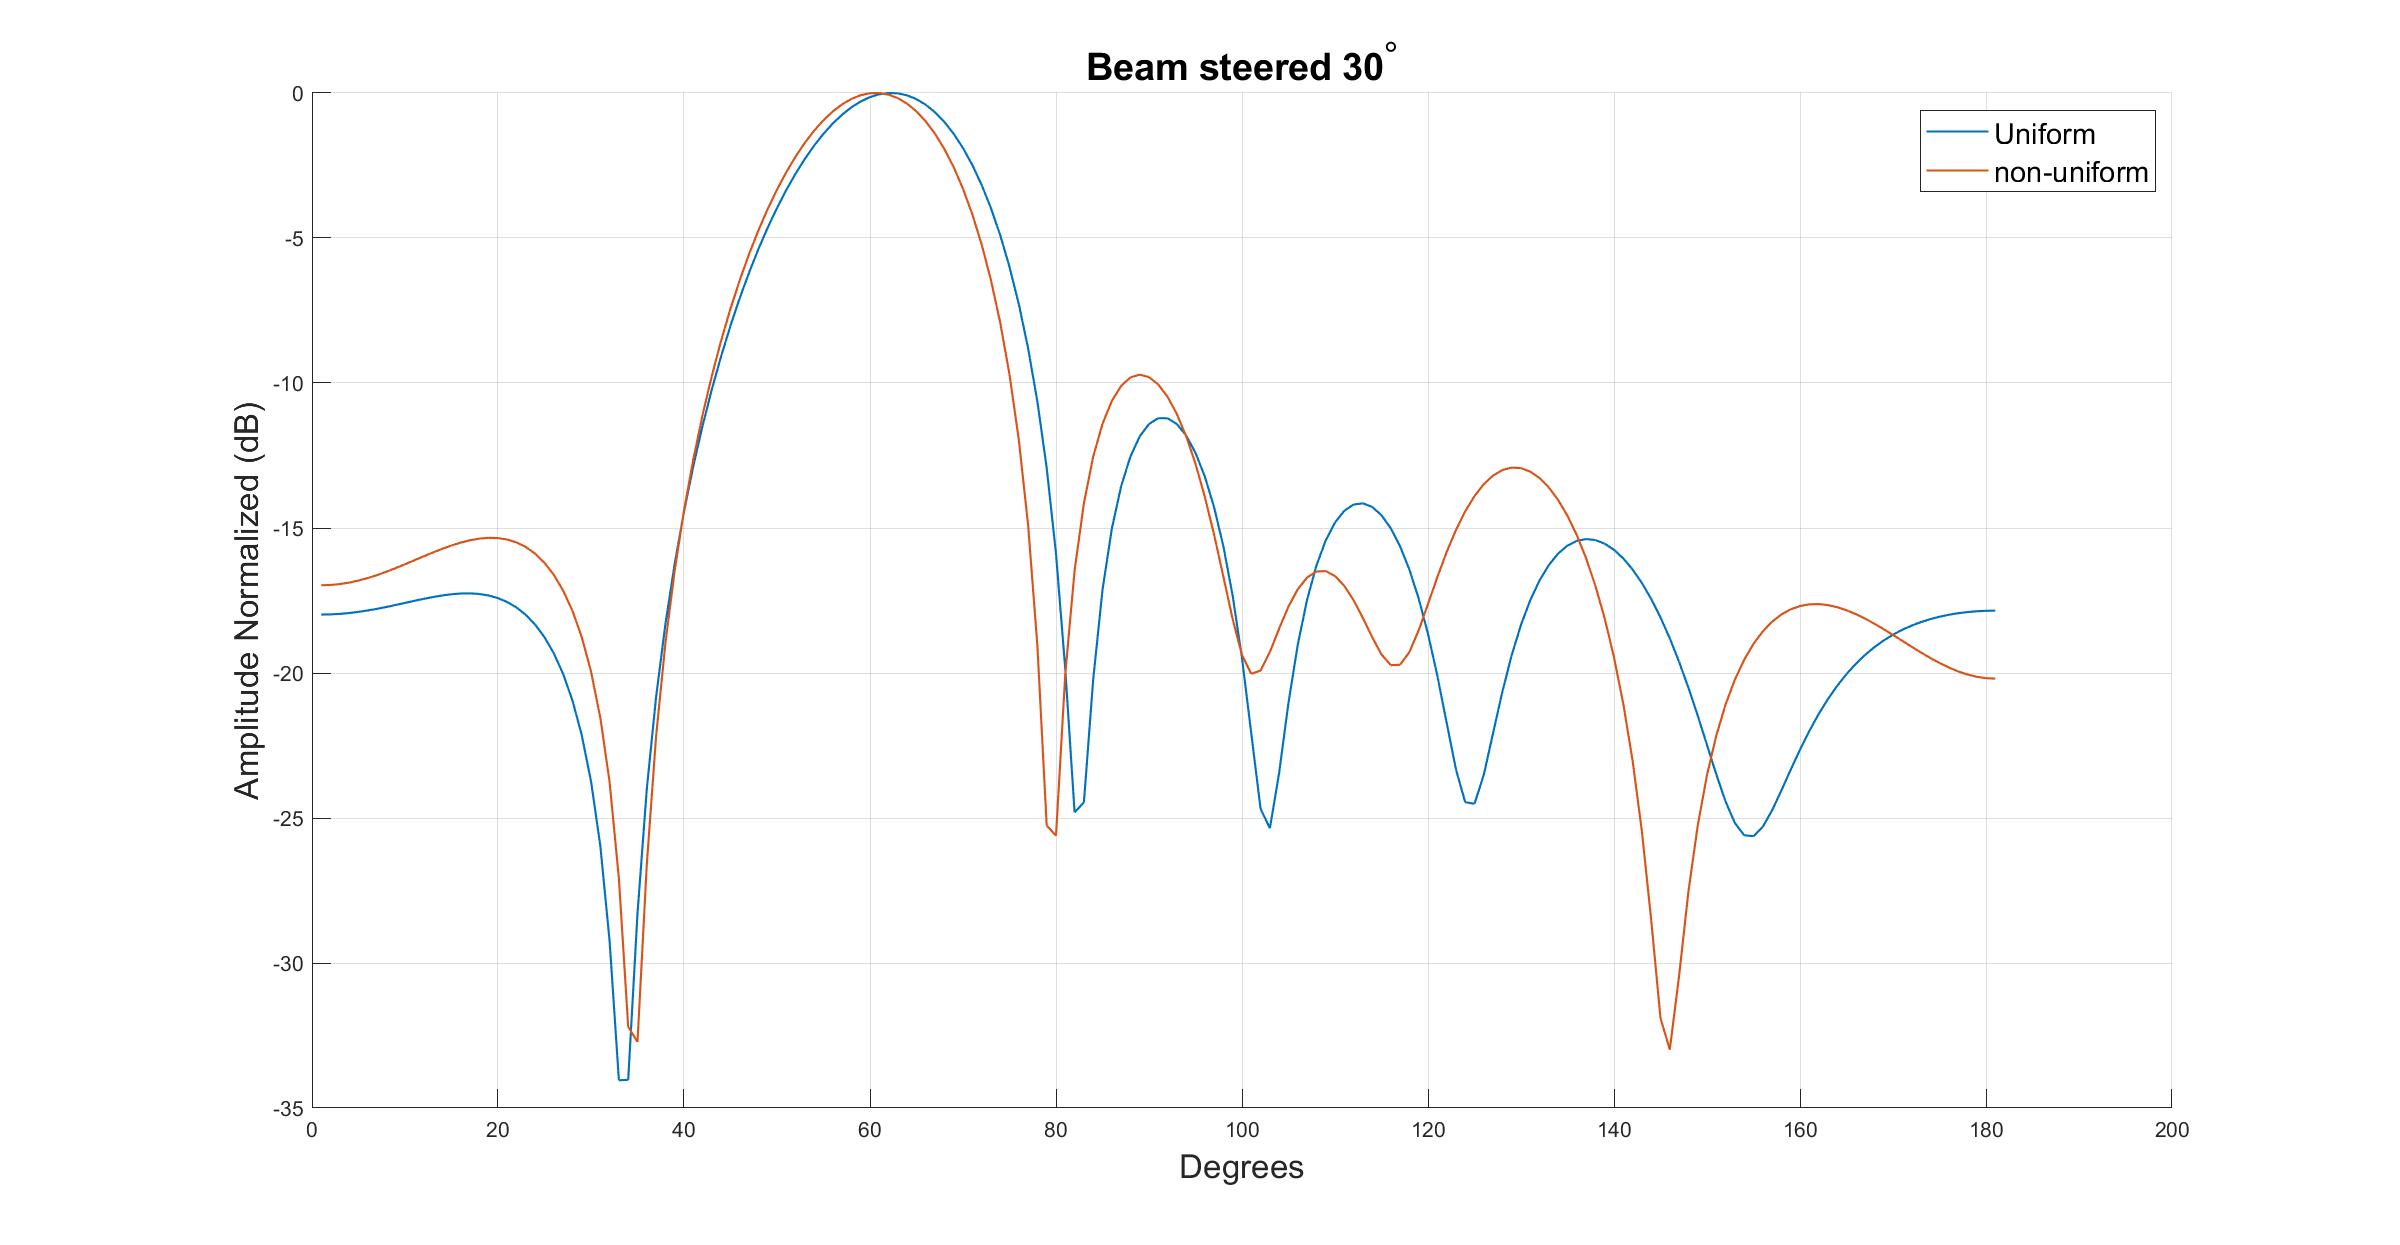 Beam steered 30°
Uniform
non-uniform
Amplitude Normalized (dB)
0
-5
-10
-15
-20
-25
-30
-35
0 20 40 60 80 100 120 140 160 180 200
Degrees